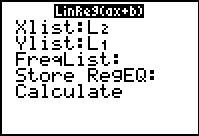 LinReg(ax+b)
Xlist:L₂
Ylist:L₁
FreqList:
Store RegEQ:
Calculate